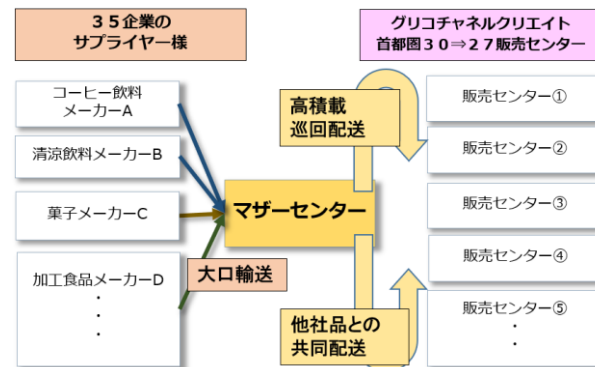 ３５企業の
サプライヤー様
グリコチャネルクリエイト
首都圏３０⇒２７販売センター
コーヒー飲料
メーカーA
清涼飲料メーカーB
菓子メーカーC
加工食品メーカーD
・
・
・
大口輸送
マザーセンター
高積載
巡回配送
他社品との
共同配送
販売センター①
販売センター②
販売センター③
販売センター④
販売センター⑤
・
・